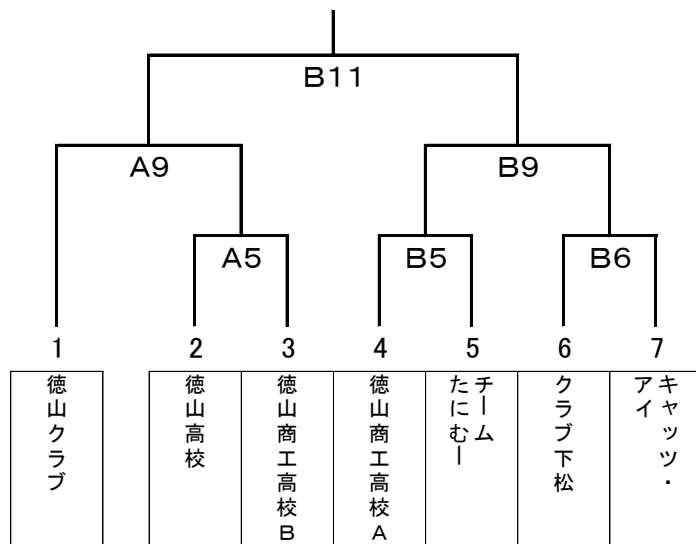 B11
A9
B9
A5
B5
B6
1
2
3
4
5
6
7
徳山クラブ
徳山高校
徳山商工高校B
徳山商工高校A
チーム
たにむー
クラブ下松
キャッツ・
アイ